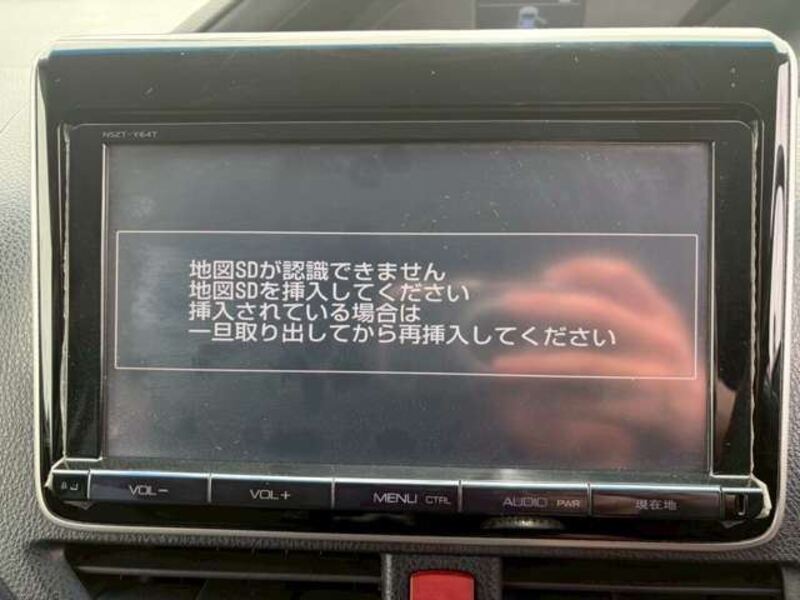 NSZT-Y64T
地図SDが認識できません
地図SDを挿入してください
挿入されている場合は
一旦取り出してから再挿入してください
VOL− VOL+ MENU CTRL AUDIO PWR 現在地